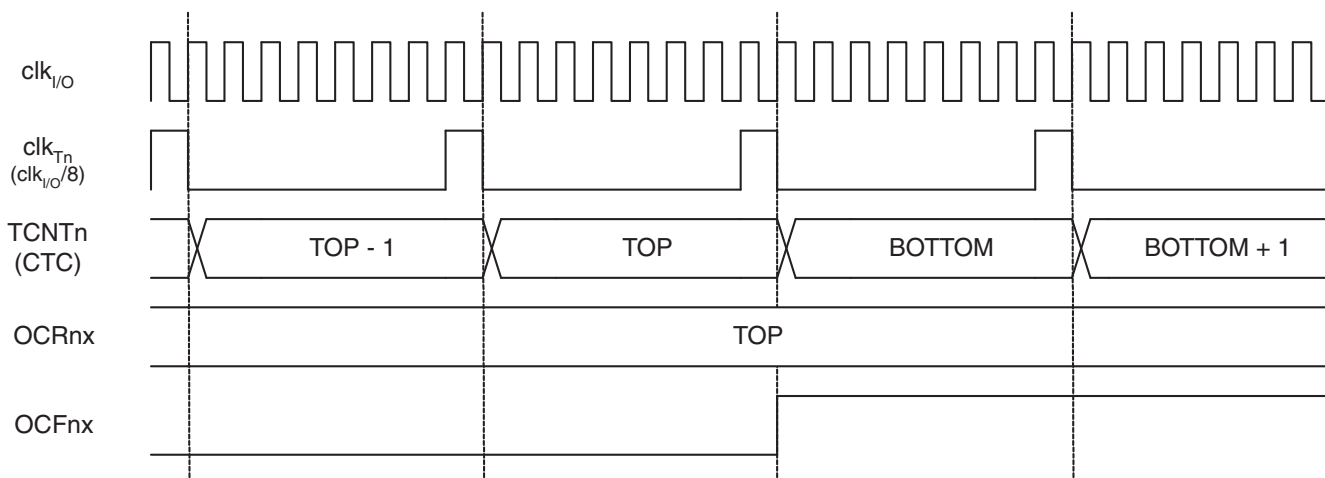 clkI/O
clkTn
(clkI/O/8)
TCNTn
(CTC)
TOP - 1
TOP
BOTTOM
BOTTOM + 1
OCRnx
TOP
OCFnx